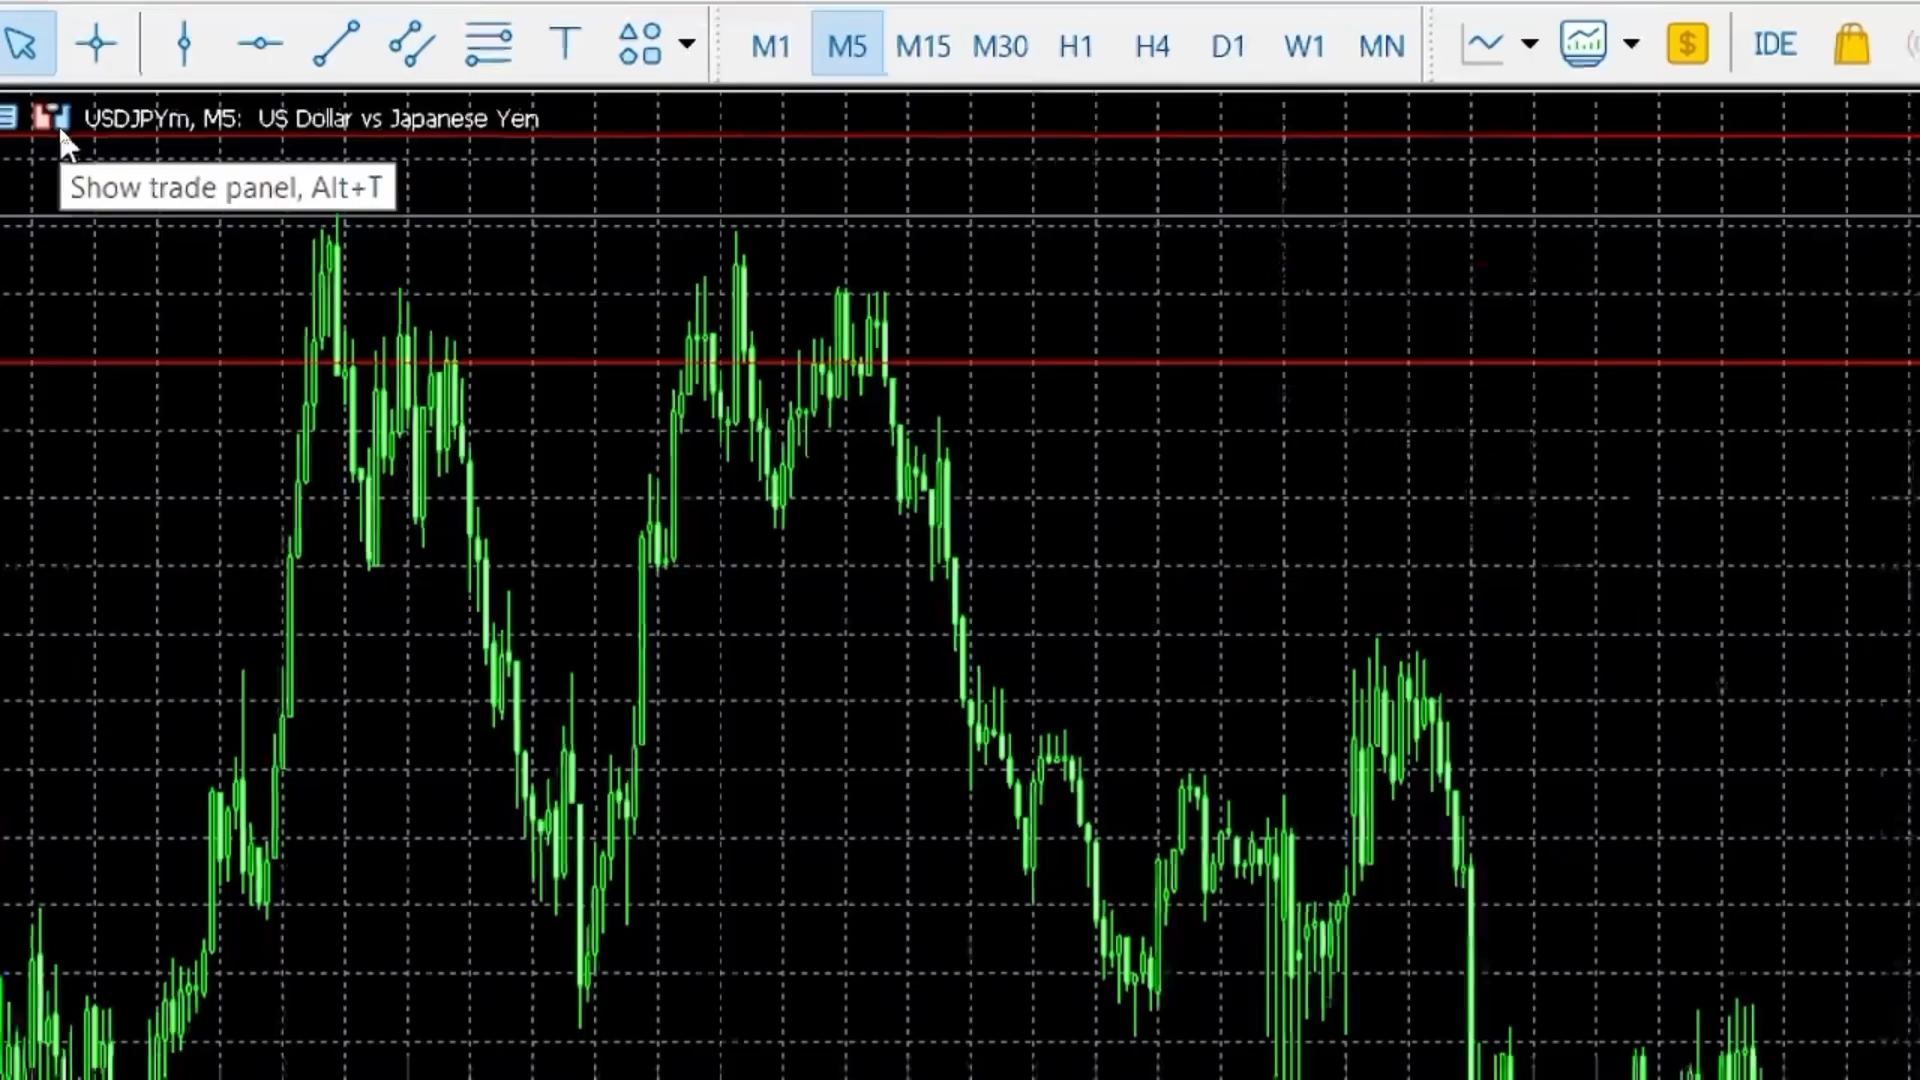 T M1 M5 M15 M30 H1 H4 D1 W1 MN $ IDE
USDJPYm, M5: US Dollar vs Japanese Yen
Show trade panel, Alt+T